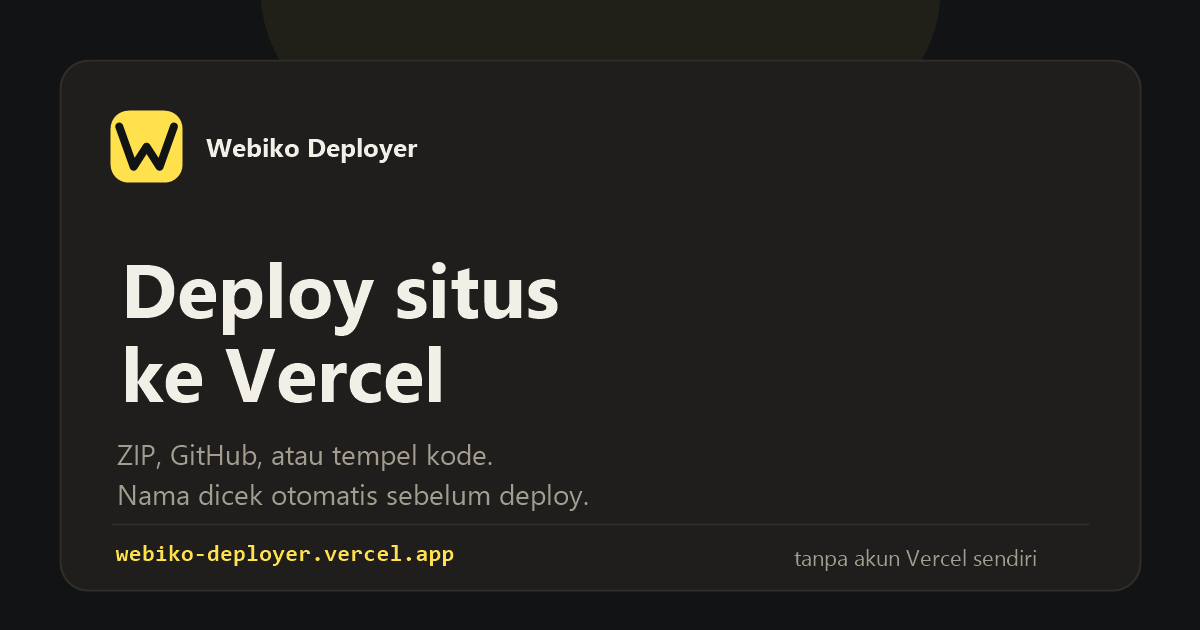 W
Webiko Deployer
Deploy situs
ke Vercel
ZIP, GitHub, atau tempel kode.
Nama dicek otomatis sebelum deploy.
webiko-deployer.vercel.app
tanpa akun Vercel sendiri